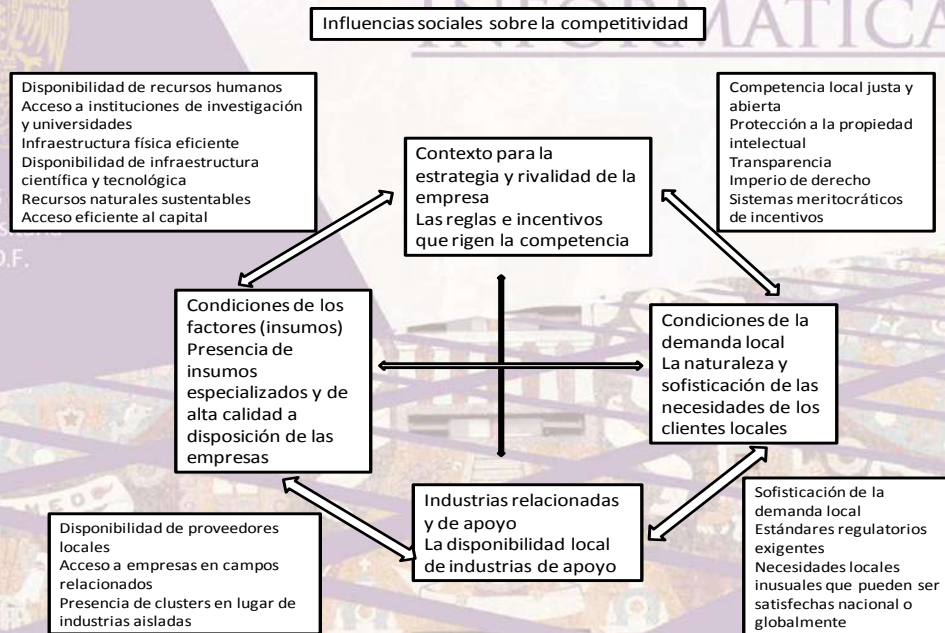 INFORMATICA
Influencias sociales sobre la competitividad
Disponibilidad de recursos humanos
Acceso a instituciones de investigación
y universidades
Infraestructura física eficiente
Disponibilidad de infraestructura
científica y tecnológica
Recursos naturales sustentables
Acceso eficiente al capital
Competencia local justa y
abierta
Protección a la propiedad
intelectual
Transparencia
Imperio de derecho
Sistemas meritocráticos
de incentivos
Contexto para la
estrategia y rivalidad de la
empresa
Las reglas e incentivos
que rigen la competencia
D.F.
Condiciones de los
factores (insumos)
Presencia de
insumos
especializados y de
alta calidad a
disposición de las
empresas
Condiciones de la
demanda local
La naturaleza y
sofisticación de las
necesidades de los
clientes locales
Industrias relacionadas
y de apoyo
La disponibilidad local
de industrias de apoyo
Disponibilidad de proveedores
locales
Acceso a empresas en campos
relacionados
Presencia de clusters en lugar de
industrias aisladas
Sofisticación de la
demanda local
Estándares regulatorios
exigentes
Necesidades locales
inusuales que pueden ser
satisfechas nacional o
globalmente